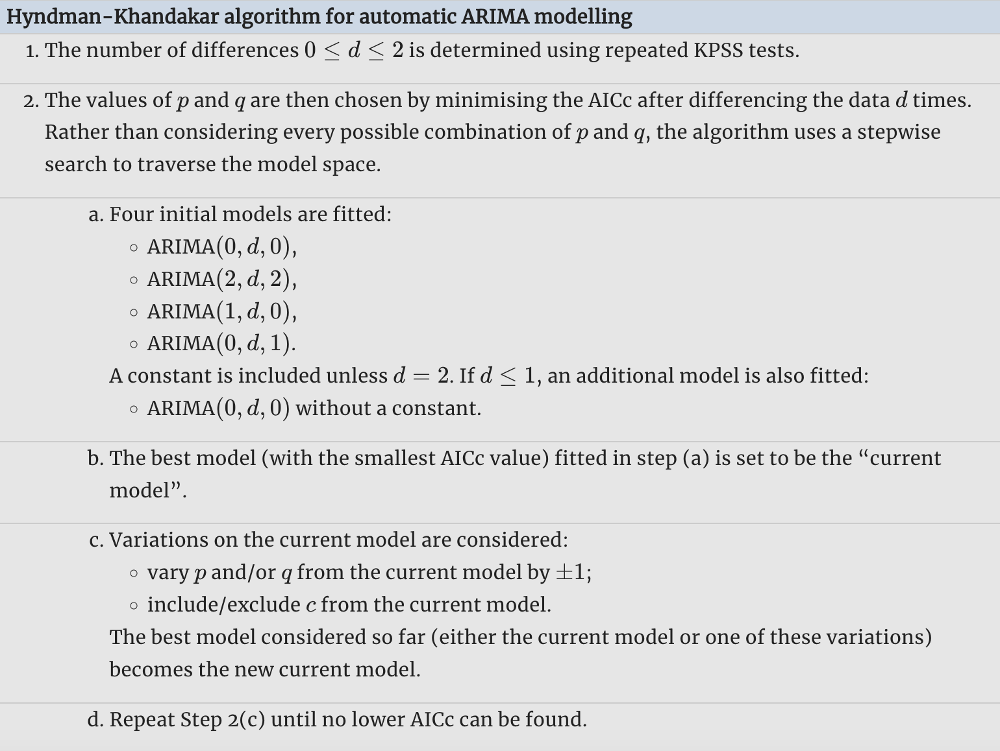 Hyndman-Khandakar algorithm for automatic ARIMA modelling
1. The number of differences 0 ≤ d ≤ 2 is determined using repeated KPSS tests.
2. The values of p and q are then chosen by minimising the AICc after differencing the data d times.
Rather than considering every possible combination of p and q, the algorithm uses a stepwise
search to traverse the model space.
a. Four initial models are fitted:
○ ARIMA(0, d, 0),
○ ARIMA(2, d, 2),
○ ARIMA(1, d, 0),
○ ARIMA(0, d, 1).
A constant is included unless d = 2. If d ≤ 1, an additional model is also fitted:
○ ARIMA(0, d, 0) without a constant.
b. The best model (with the smallest AICc value) fitted in step (a) is set to be the “current
model”.
c. Variations on the current model are considered:
○ vary p and/or q from the current model by ±1;
○ include/exclude c from the current model.
The best model considered so far (either the current model or one of these variations)
becomes the new current model.
d. Repeat Step 2(c) until no lower AICc can be found.